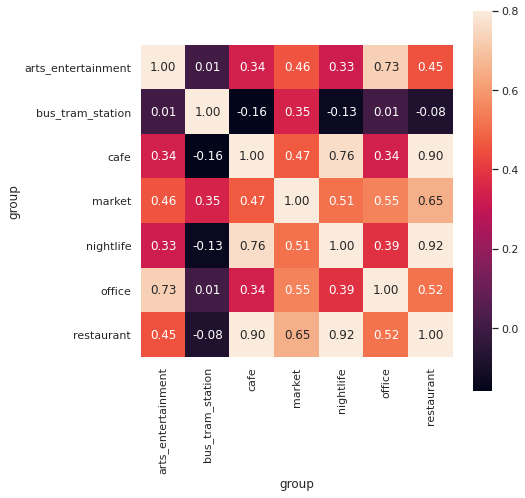 0.8
arts_entertainment 1.00 0.01 0.34 0.46 0.33 0.73 0.45
bus_tram_station 0.01 1.00 -0.16 0.35 -0.13 0.01 -0.08
0.6
cafe 0.34 -0.16 1.00 0.47 0.76 0.34 0.90
group
market 0.46 0.35 0.47 1.00 0.51 0.55 0.65
0.4
nightlife 0.33 -0.13 0.76 0.51 1.00 0.39 0.92
0.2
office 0.73 0.01 0.34 0.55 0.39 1.00 0.52
restaurant 0.45 -0.08 0.90 0.65 0.92 0.52 1.00
0.0
arts_entertainment
bus_tram_station
cafe
market
nightlife
office
restaurant
group